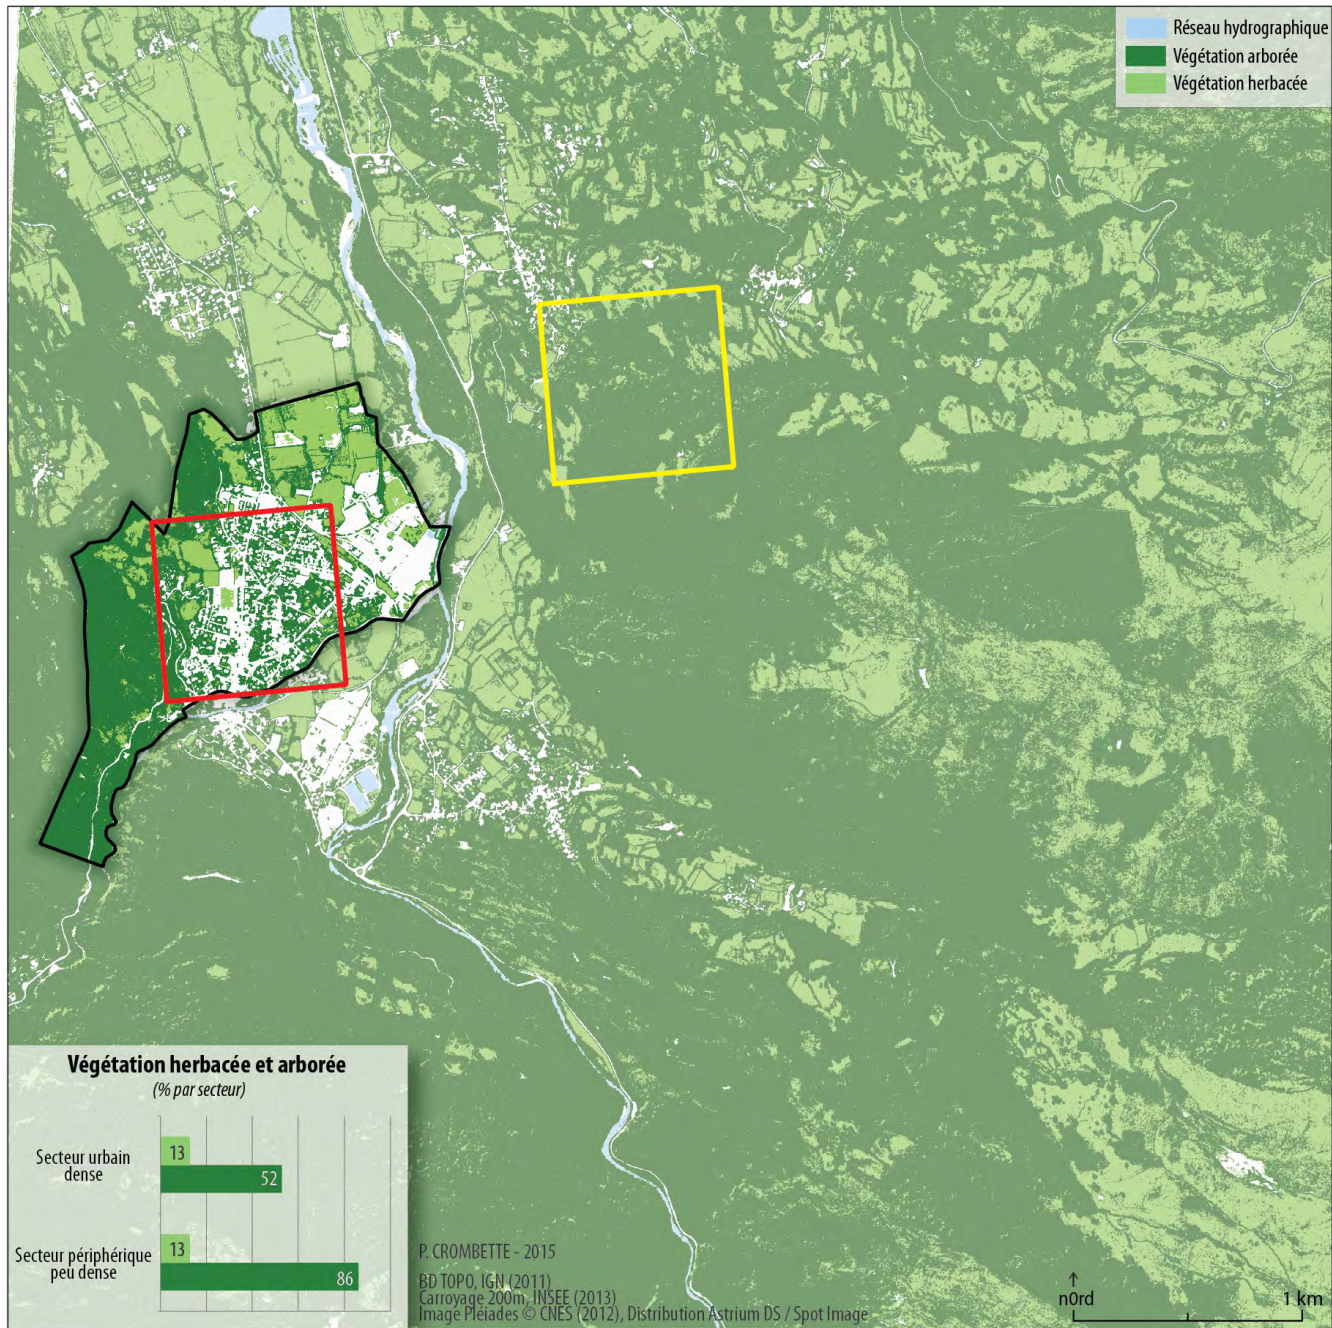 Réseau hydrographique
Végétation arborée
Végétation herbacée
Végétation herbacée et arborée
(% par secteur)
Secteur urbain
dense
13
52
Secteur périphérique
peu dense
13
86
P. CROMBETTE - 2015
BD TOPO, IGN (2011)
Carroyage 200m, INSEE (2013)
Image Pléiades © CNES (2012), Distribution Astrium DS / Spot Image
n0rd
1 km